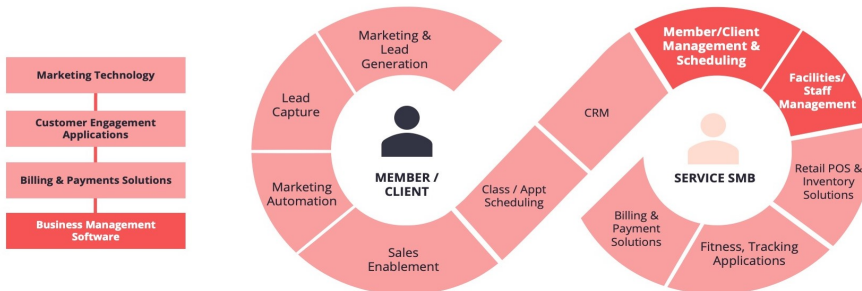 Marketing Technology
Customer Engagement
Applications
Billing & Payments Solutions
Business Management
Software
Marketing &
Lead
Generation
Lead
Capture
Marketing
Automation
Sales
Enablement
Class / Appt
Scheduling
CRM
MEMBER /
CLIENT
Member/Client
Management &
Scheduling
Facilities/
Staff
Management
Retail POS &
Inventory
Solutions
Fitness, Tracking
Applications
Billing &
Payment
Solutions
SERVICE SMB